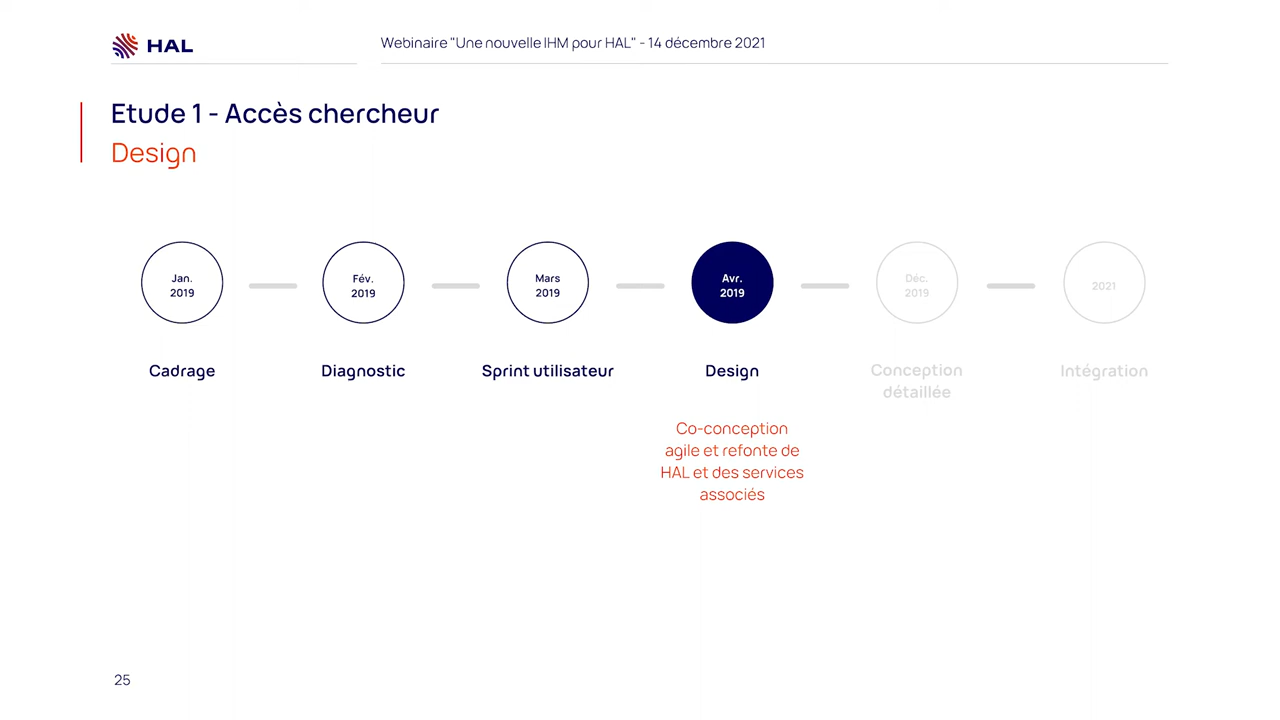 HAL
Webinaire "Une nouvelle IHM pour HAL" - 14 décembre 2021
Etude 1 - Accès chercheur
Design
Jan.
2019
Fév.
2019
Mars
2019
Avr.
2019
Déc.
2019
2021
Cadrage
Diagnostic
Sprint utilisateur
Design
Conception
détaillée
Intégration
Co-conception
agile et refonte de
HAL et des services
associés
25